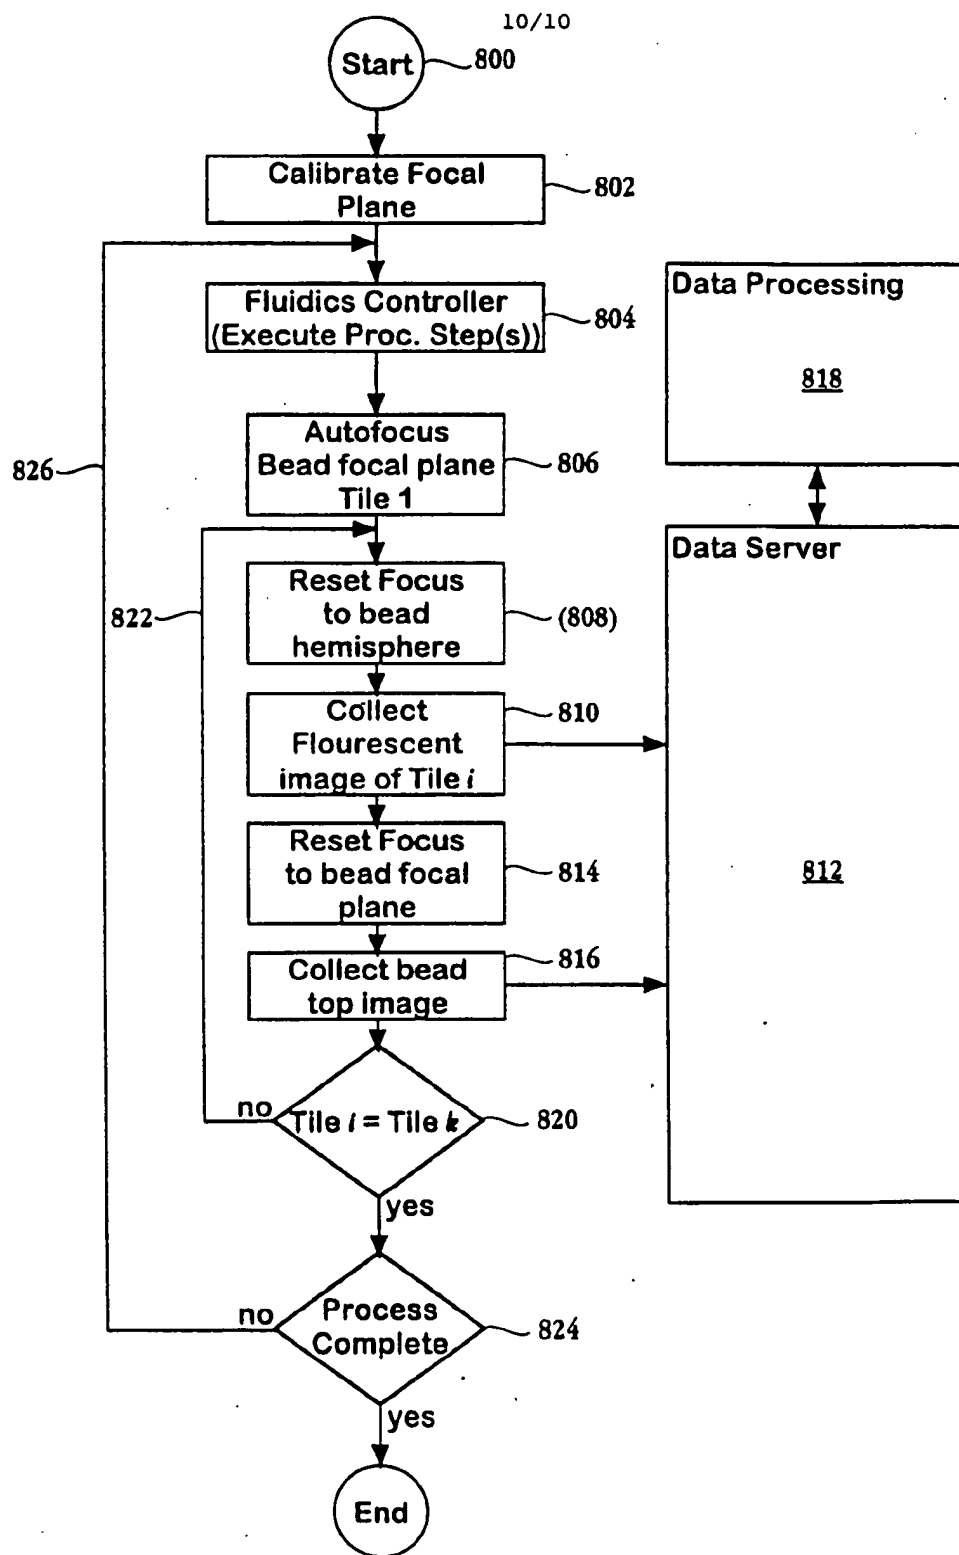 10/10
Start
800
Calibrate Focal
Plane
802
Fluidics Controller
(Execute Proc. Step(s))
804
Data Processing
818
Autofocus
Bead focal plane
Tile 1
806
826
Data Server
812
Reset Focus
to bead
hemisphere
(808)
822
Collect
Flourescent
image of Tile i
810
Reset Focus
to bead focal
plane
814
Collect bead
top image
816
Tile i = Tile k
820
no
yes
Process
Complete
824
no
yes
End